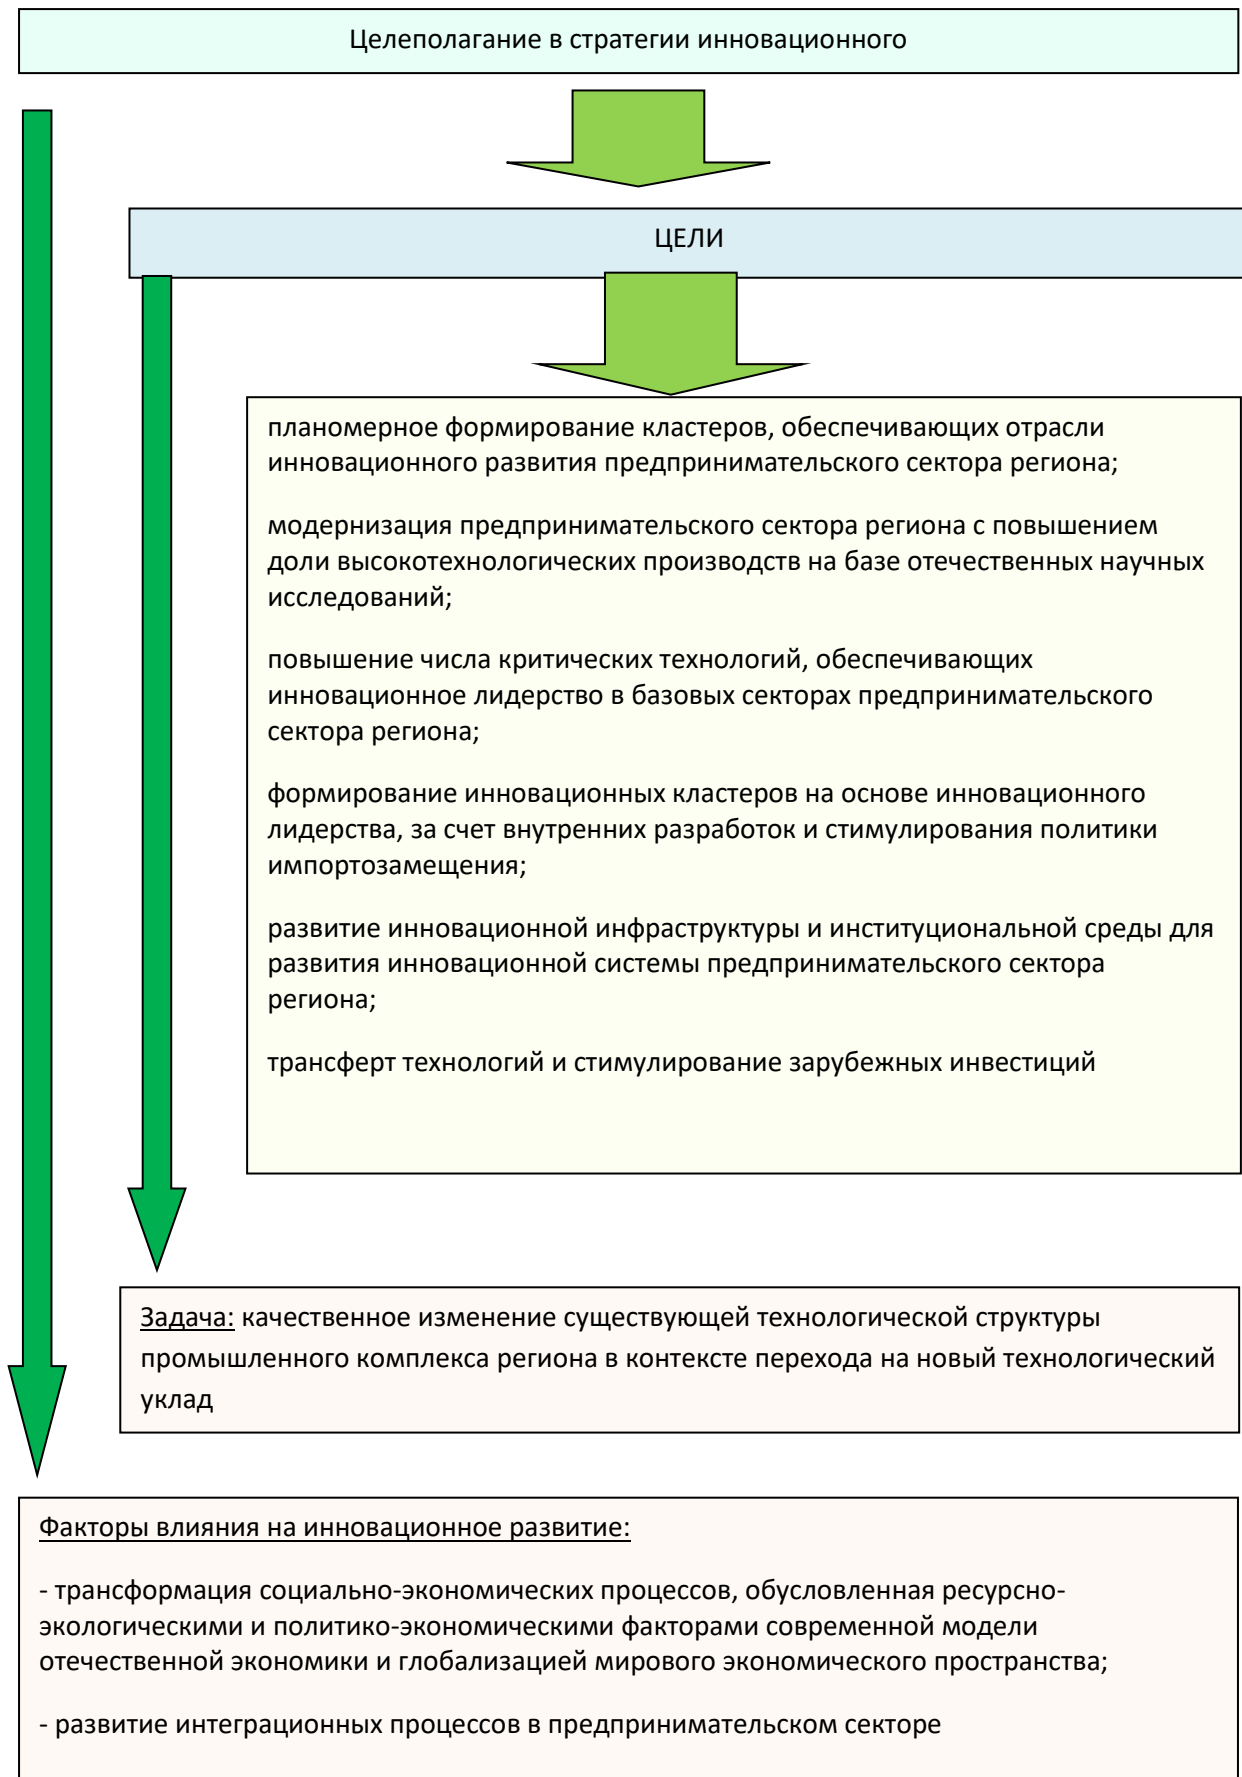 Целеполагание в стратегии инновационного
ЦЕЛИ
планомерное формирование кластеров, обеспечивающих отрасли
инновационного развития предпринимательского сектора региона;
модернизация предпринимательского сектора региона с повышением
доли высокотехнологических производств на базе отечественных научных
исследований;
повышение числа критических технологий, обеспечивающих
инновационное лидерство в базовых секторах предпринимательского
сектора региона;
формирование инновационных кластеров на основе инновационного
лидерства, за счет внутренних разработок и стимулирования политики
импортозамещения;
развитие инновационной инфраструктуры и институциональной среды для
развития инновационной системы предпринимательского сектора
региона;
трансферт технологий и стимулирование зарубежных инвестиций
Задача: качественное изменение существующей технологической структуры
промышленного комплекса региона в контексте перехода на новый технологический
уклад
Факторы влияния на инновационное развитие:
- трансформация социально-экономических процессов, обусловленная ресурсно-
экологическими и политико-экономическими факторами современной модели
отечественной экономики и глобализацией мирового экономического пространства;
- развитие интеграционных процессов в предпринимательском секторе